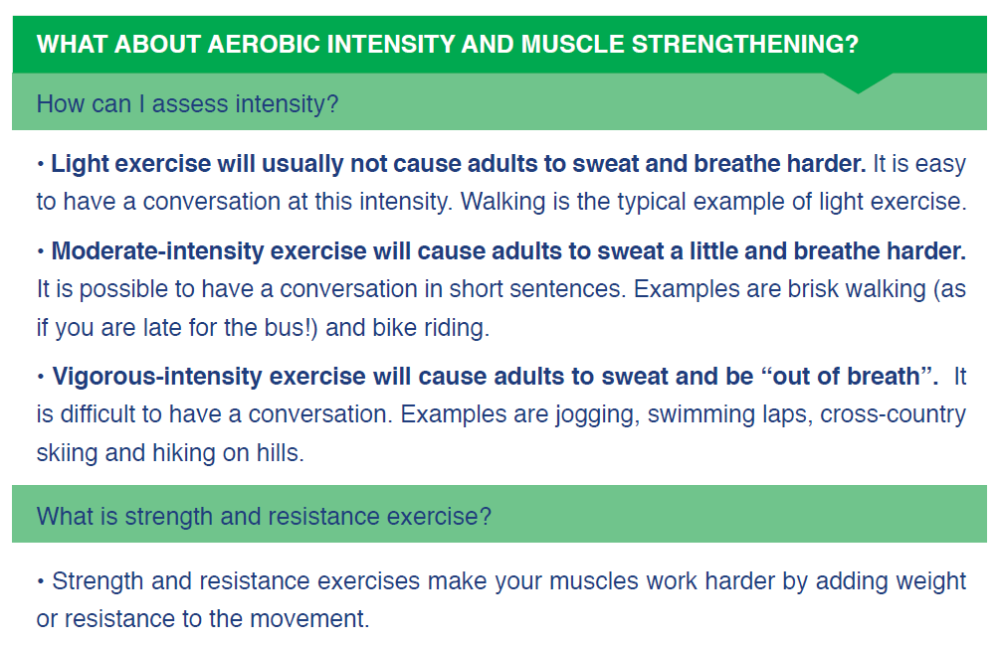 WHAT ABOUT AEROBIC INTENSITY AND MUSCLE STRENGTHENING?
How can I assess intensity?
• Light exercise will usually not cause adults to sweat and breathe harder. It is easy
to have a conversation at this intensity. Walking is the typical example of light exercise.
• Moderate-intensity exercise will cause adults to sweat a little and breathe harder.
It is possible to have a conversation in short sentences. Examples are brisk walking (as
if you are late for the bus!) and bike riding.
• Vigorous-intensity exercise will cause adults to sweat and be “out of breath”. It
is difficult to have a conversation. Examples are jogging, swimming laps, cross-country
skiing and hiking on hills.
What is strength and resistance exercise?
• Strength and resistance exercises make your muscles work harder by adding weight
or resistance to the movement.